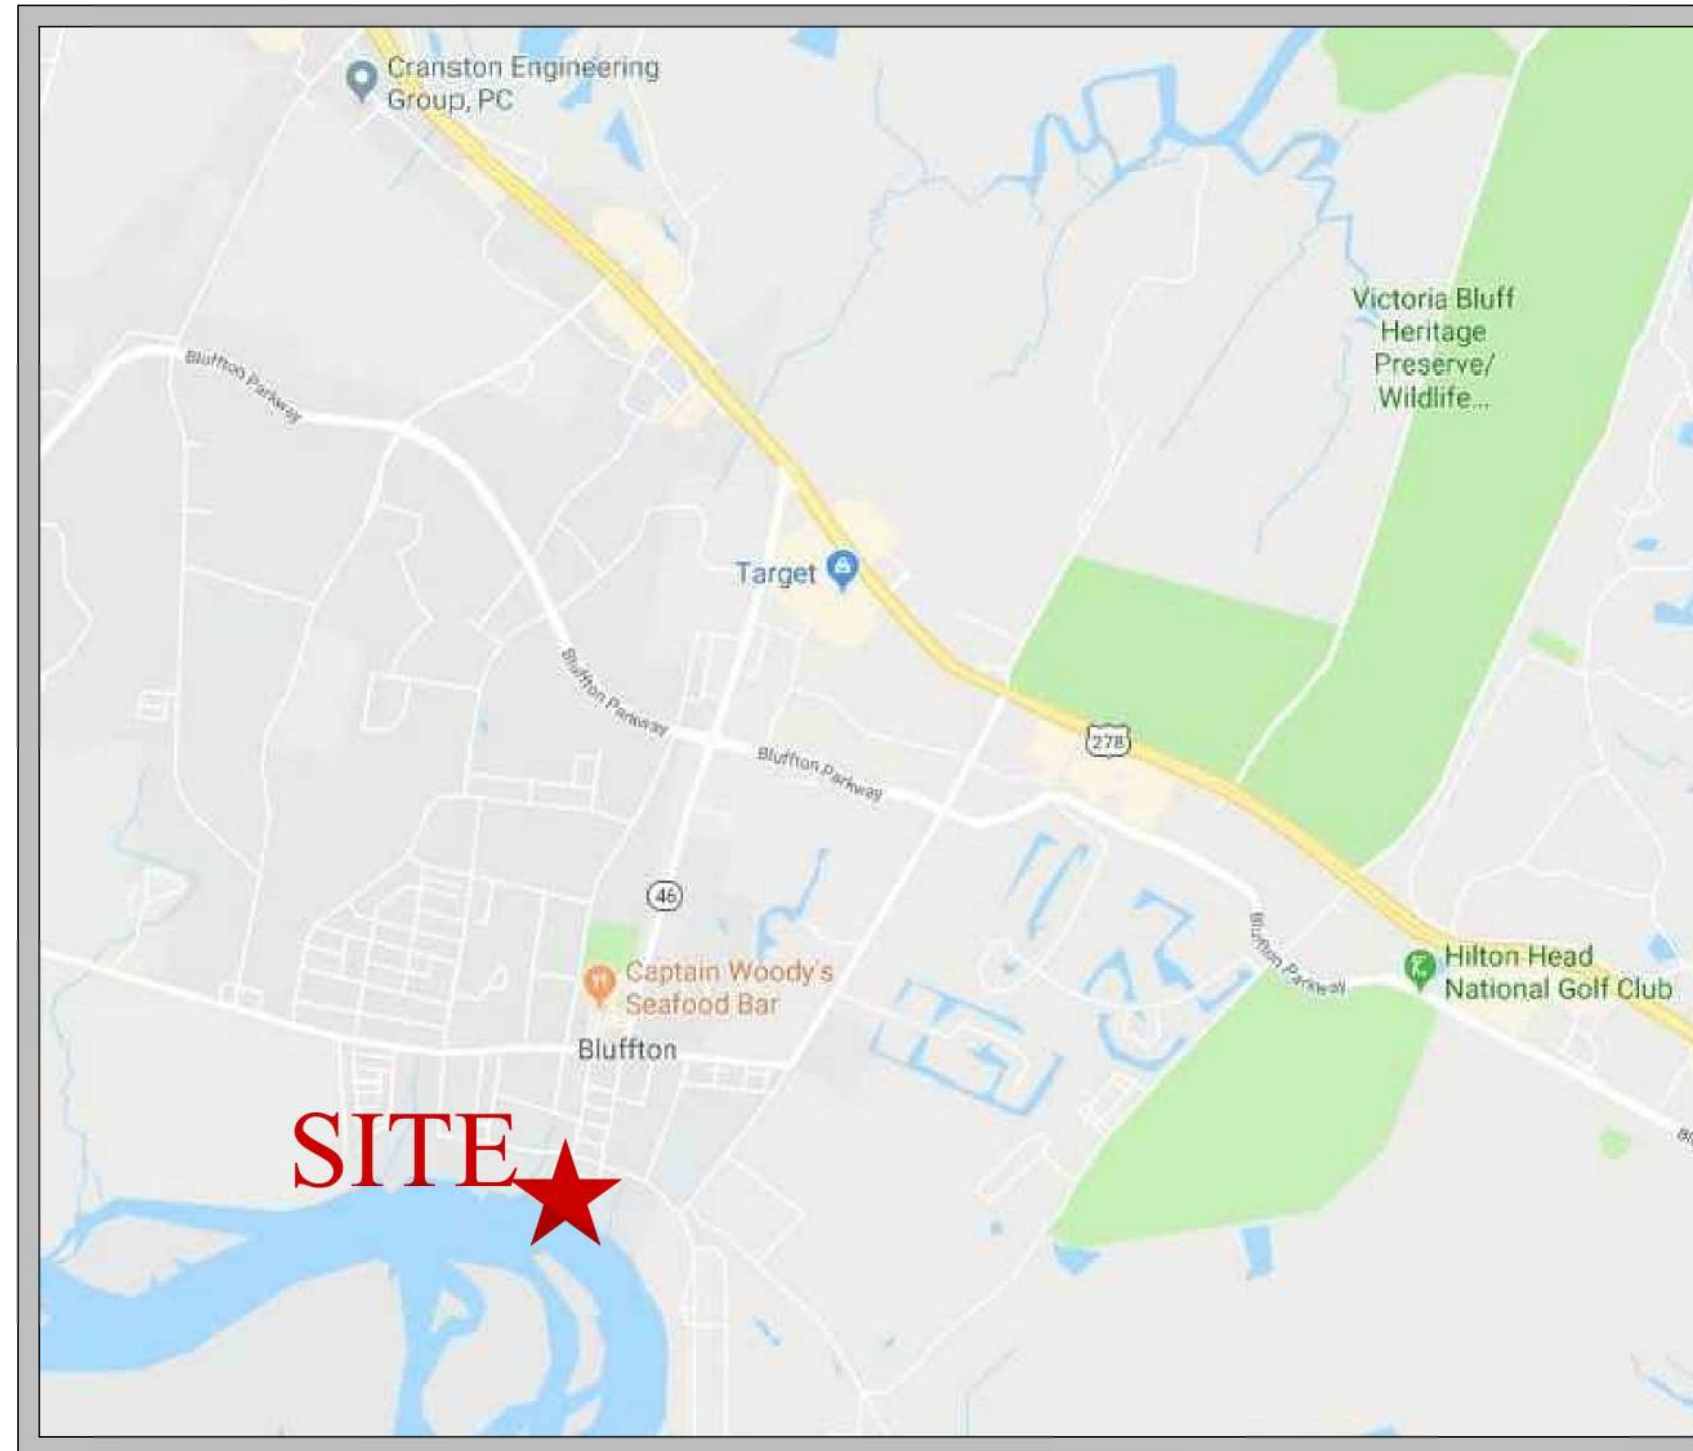 Cranston Engineering
Group, PC
Victoria Bluff
Heritage
Preserve/
Wildlife...
Bluffton Parkway
Target
Bluffton Parkway
278
Bluffton Parkway
46
Bluffton Parkway
Captain Woody's
Seafood Bar
Hilton Head
National Golf Club
Bluffton
SITE